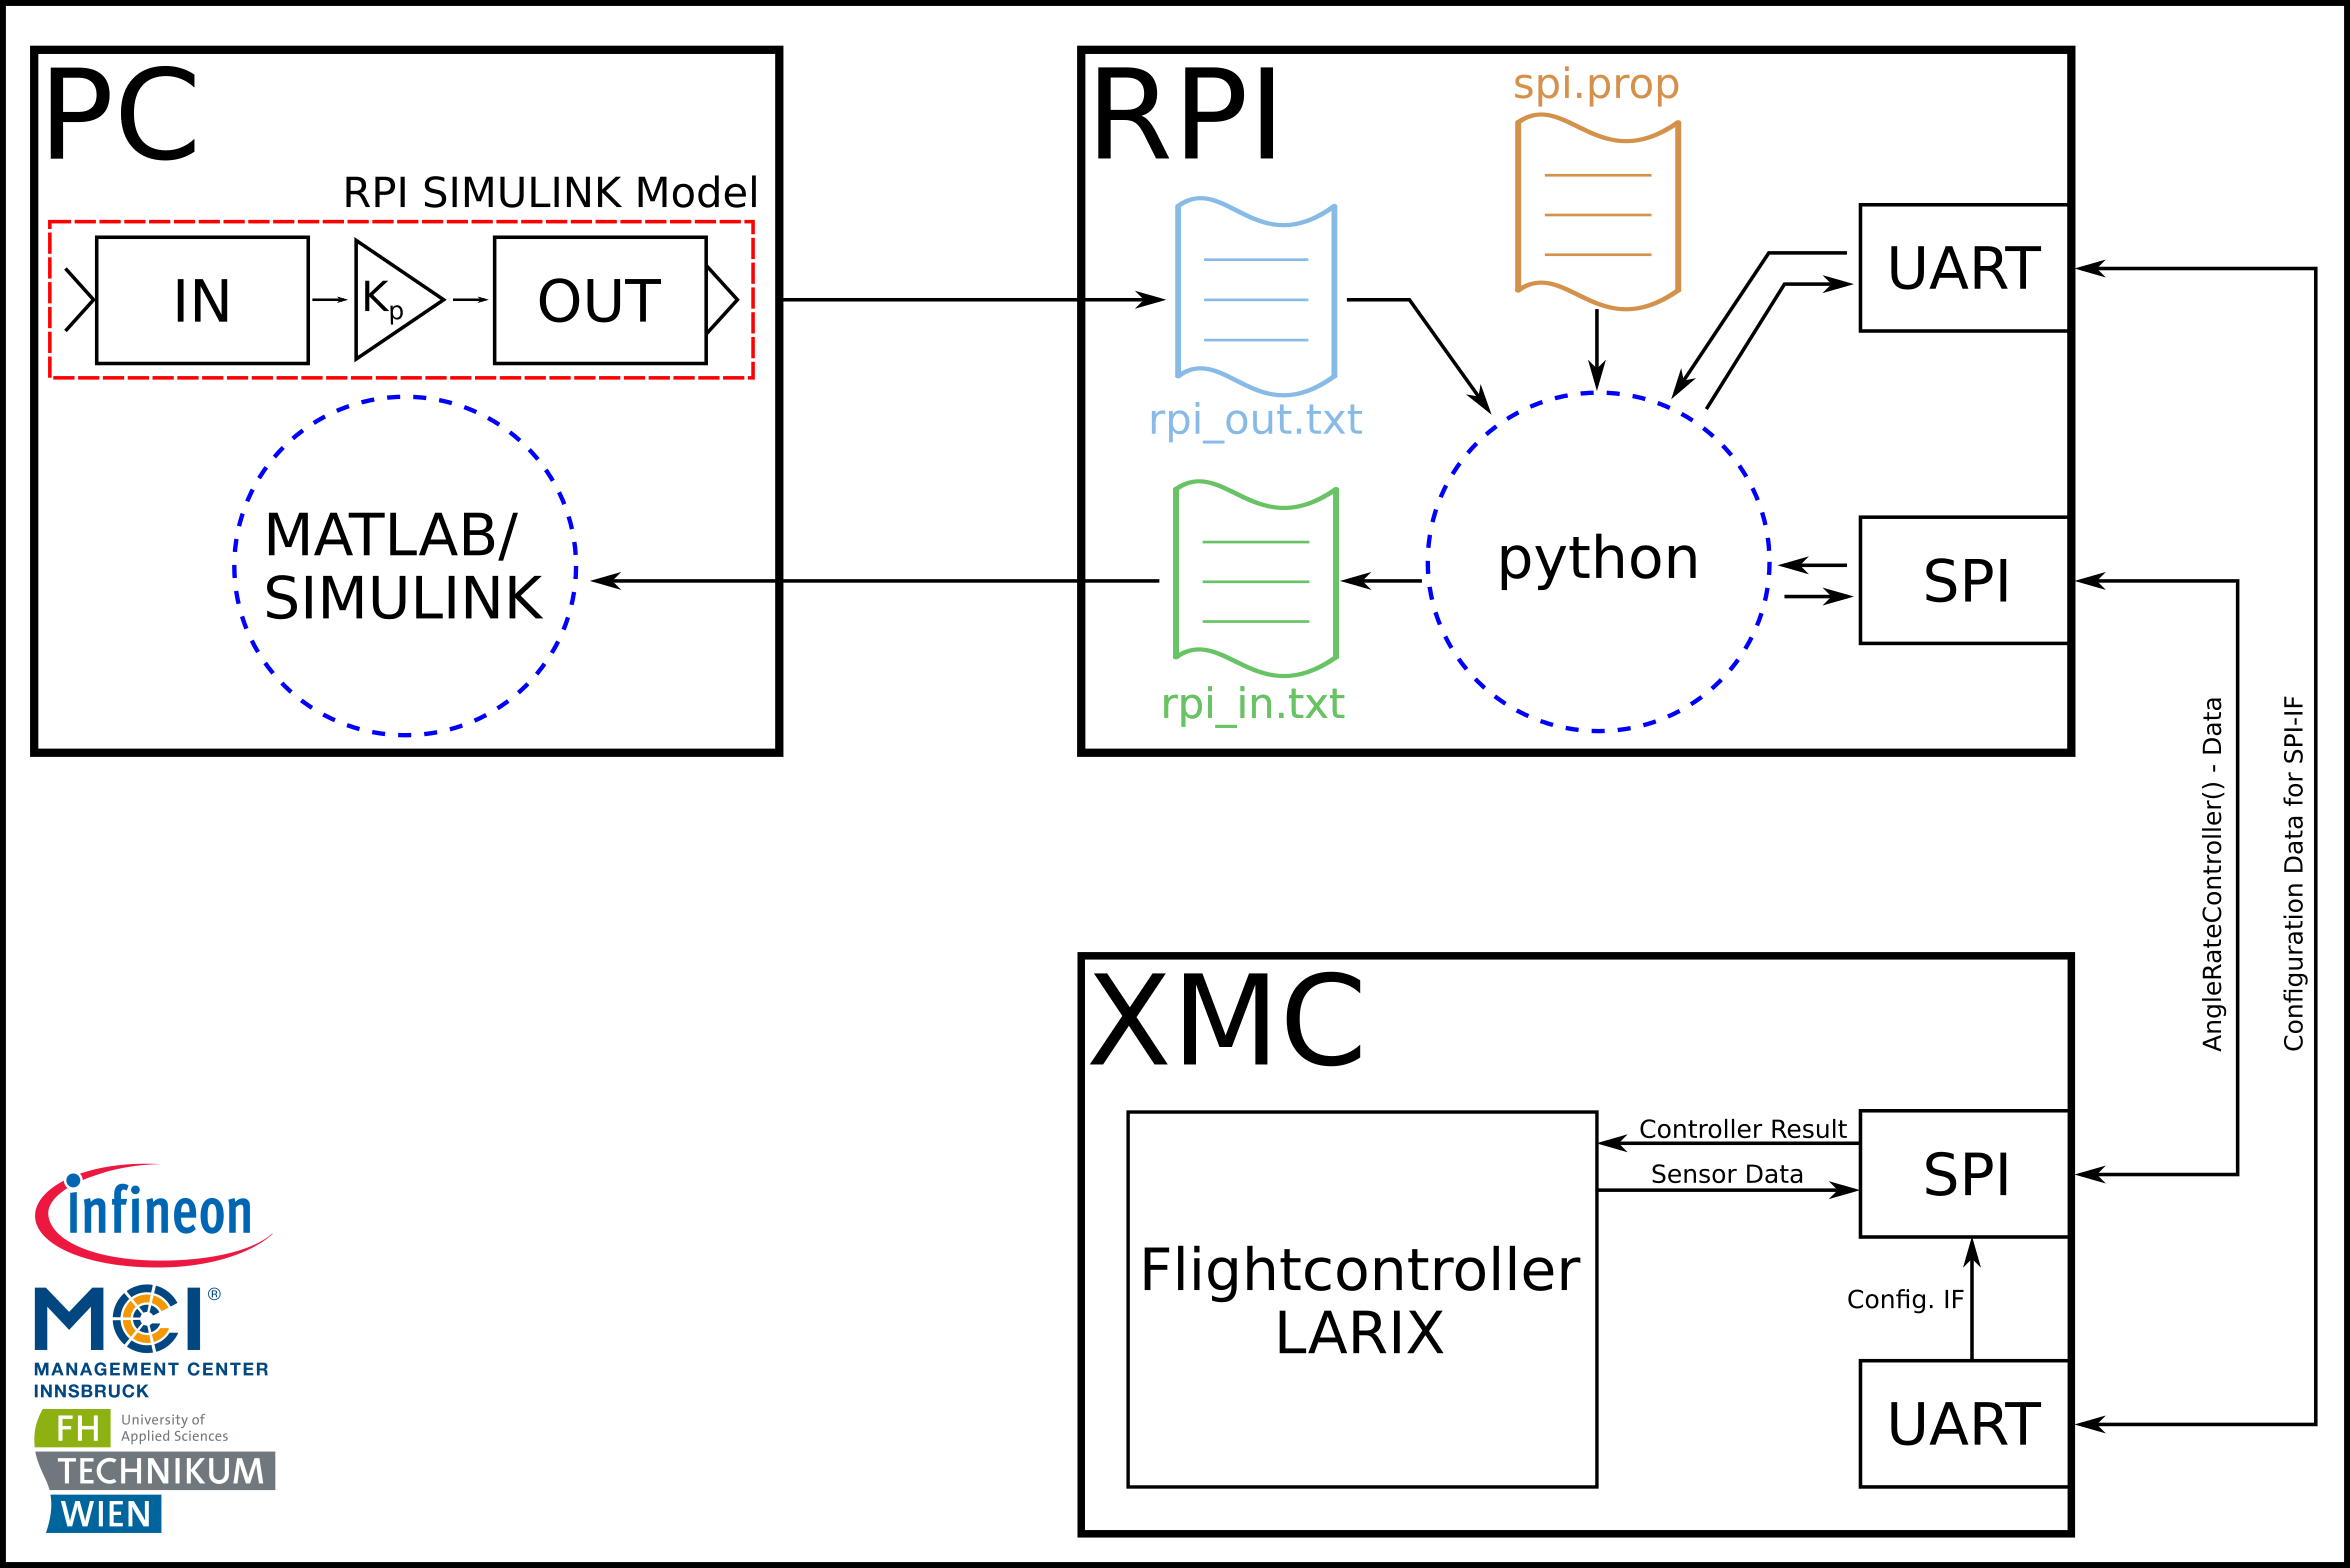 PC
RPI SIMULINK Model
IN
Kp
OUT
MATLAB/
SIMULINK
RPI
spi.prop
rpi_out.txt
rpi_in.txt
python
UART
SPI
AngleRateController() - Data
Configuration Data for SPI-IF
XMC
Flightcontroller
LARIX
Controller Result
Sensor Data
SPI
Config. IF
UART
infineon
MCI®
MANAGEMENT CENTER
INNSBRUCK
FH
University of
Applied Sciences
TECHNIKUM
WIEN